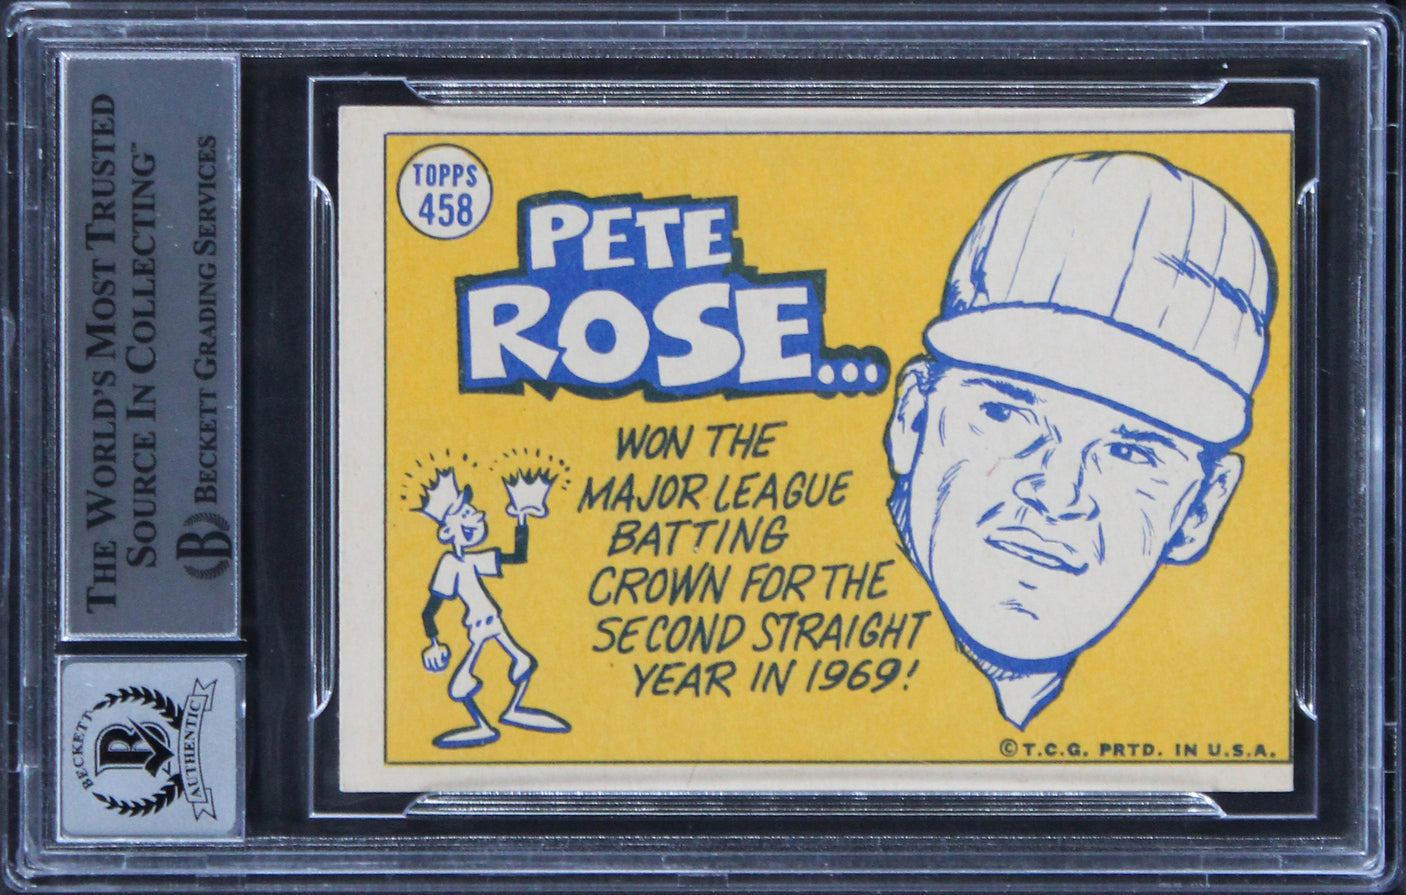 THE WORLD'S MOST TRUSTED
SOURCE IN COLLECTING™
B BECKETT GRADING SERVICES
BECKETT
B
AUTHENTIC
TOPPS
458
PETE
ROSE...
WON THE
MAJOR LEAGUE
BATTING
CROWN FOR THE
SECOND STRAIGHT
YEAR IN 1969!
© T.C.G. PRTD. IN U.S.A.